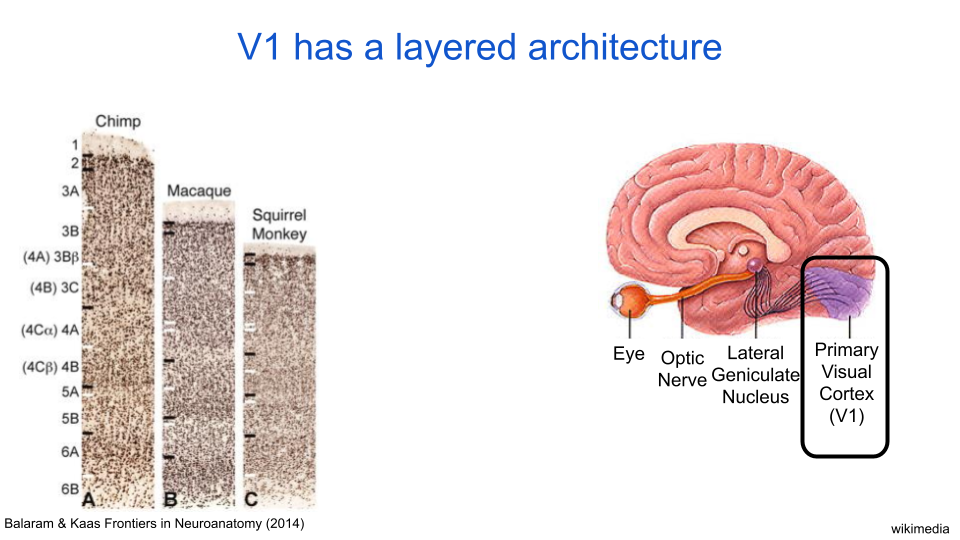 V1 has a layered architecture
Chimp
Macaque
Squirrel
Monkey
1
2
3A
3B
(4A) 3Bβ
(4B) 3C
(4Cα) 4A
(4Cβ) 4B
5A
5B
6A
6B
A
B
C
Balaram & Kaas Frontiers in Neuroanatomy (2014)
Eye
Optic
Nerve
Lateral
Geniculate
Nucleus
Primary
Visual
Cortex
(V1)
wikimedia